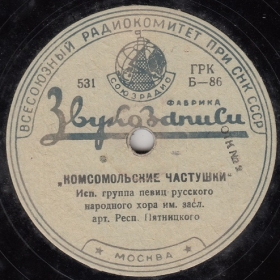 ВСЕСОЮЗНЫЙ РАДИОКОМИТЕТ ПРИ СНК СССР
СОЮЗРАДИО
531
ГРК
Б—86
ФАБРИКА
Звукозаписи
„КОМСОМОЛЬСКИЕ ЧАСТУШКИ"
Исп. группа певиц русского
народного хора им. засл.
арт. Респ. Пятницкого
МОСКВА